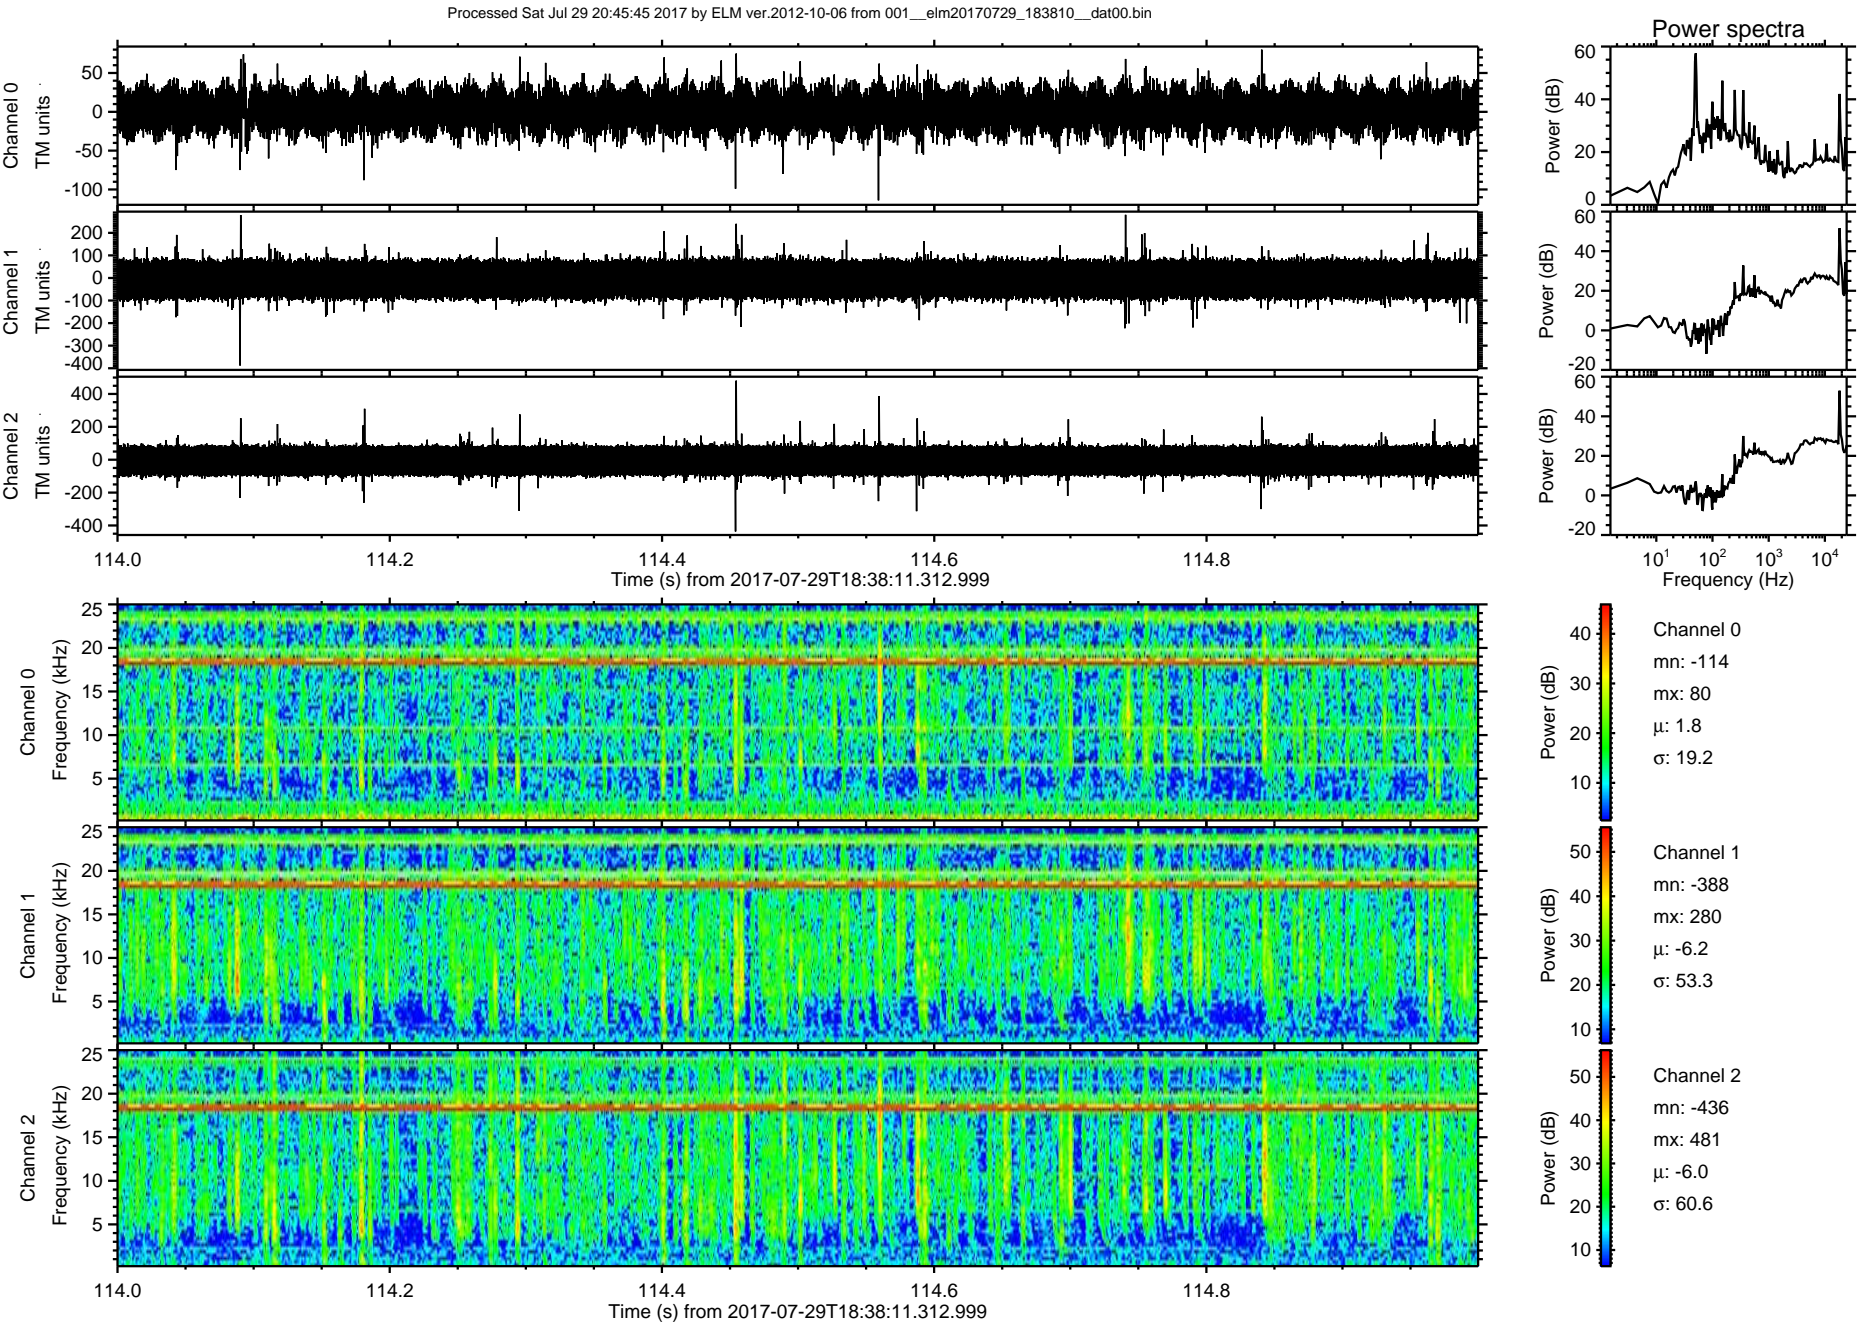 Processed Sat Jul 29 20:45:45 2017 by ELM ver.2012-10-06 from 001__elm20170729_183810__dat00.bin
Power spectra
Channel 0
TM units
50
0
-50
-100
Power (dB)
60
40
20
0
Channel 1
TM units
200
100
0
-100
-200
-300
-400
Power (dB)
60
40
20
0
-20
Channel 2
TM units
400
200
0
-200
-400
Power (dB)
60
40
20
0
-20
114.0 114.2 114.4 114.6 114.8
Time (s) from 2017-07-29T18:38:11.312.999
10¹ 10² 10³ 10⁴
Frequency (Hz)
Channel 0
Frequency (kHz)
25
20
15
10
5
Power (dB)
40
30
20
10
Channel 0
mn: -114
mx: 80
μ: 1.8
σ: 19.2
Channel 1
Frequency (kHz)
25
20
15
10
5
Power (dB)
50
40
30
20
10
Channel 1
mn: -388
mx: 280
μ: -6.2
σ: 53.3
Channel 2
Frequency (kHz)
25
20
15
10
5
Power (dB)
50
40
30
20
10
Channel 2
mn: -436
mx: 481
μ: -6.0
σ: 60.6
114.0 114.2 114.4 114.6 114.8
Time (s) from 2017-07-29T18:38:11.312.999